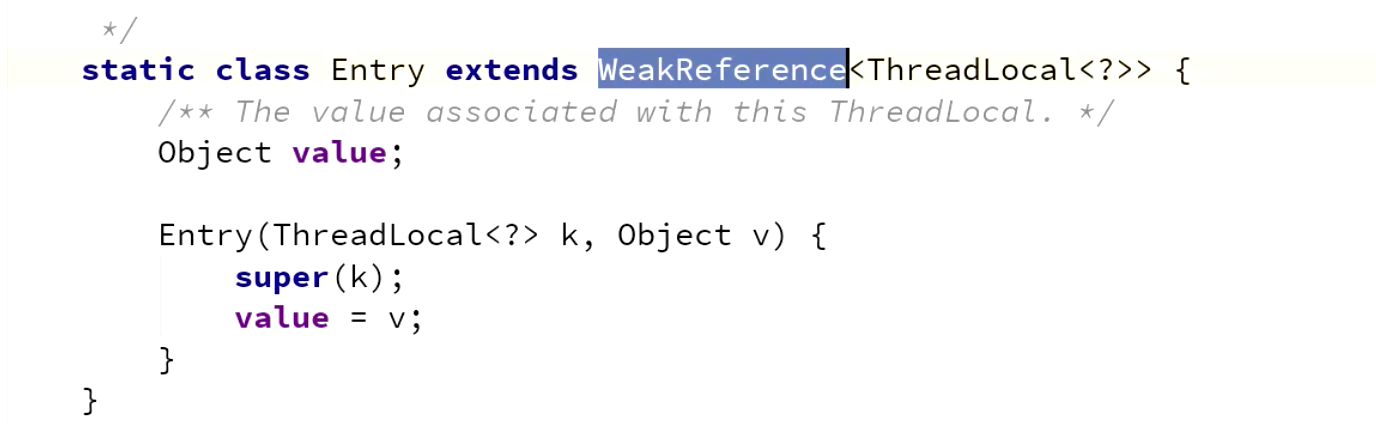 */
static class Entry extends WeakReference<ThreadLocal<?>> {
/** The value associated with this ThreadLocal. */
Object value;
Entry(ThreadLocal<?> k, Object v) {
super(k);
value = v;
}
}